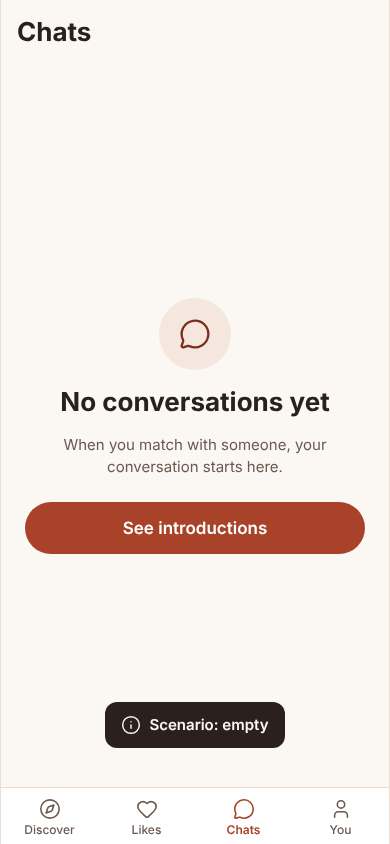 Chats
No conversations yet
When you match with someone, your
conversation starts here.
See introductions
Scenario: empty
Discover
Likes
Chats
You